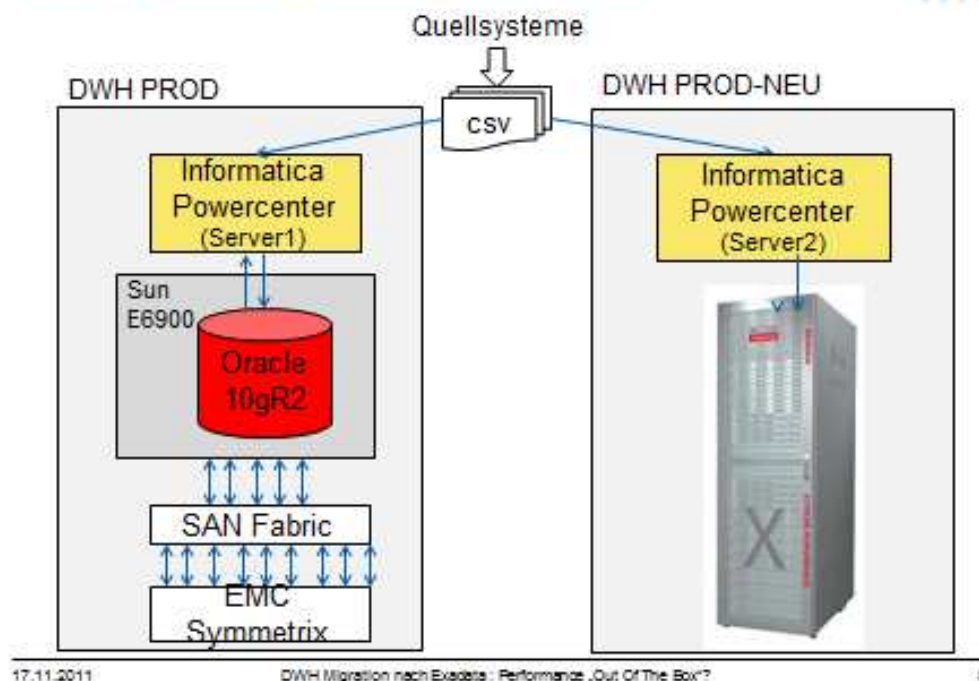 Quellsysteme
DWH PROD
DWH PROD-NEU
csv
Informatica
Powercenter
(Server1)
Informatica
Powercenter
(Server2)
Sun
E6900
Oracle
10gR2
SAN Fabric
EMC
Symmetrix
X
17.11.2011
DWH Migration nach Exadata : Performance „Out Of The Box“?